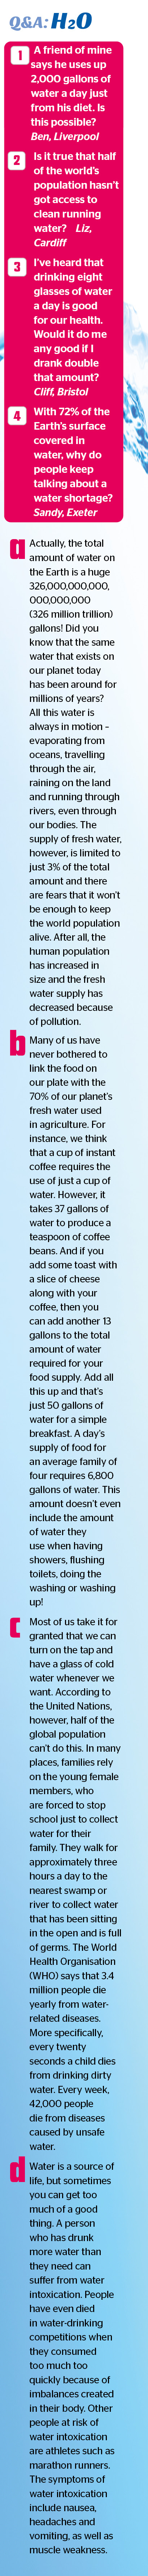 Q&A: H2O
1 A friend of mine
says he uses up
2,000 gallons of
water a day just
from his diet. Is
this possible?
Ben, Liverpool
2 Is it true that half
of the world's
population hasn't
got access to
clean running
water? Liz,
Cardiff
3 I've heard that
drinking eight
glasses of water
a day is good
for our health.
Would it do me
any good if I
drank double
that amount?
Cliff, Bristol
4 With 72% of the
Earth's surface
covered in
water, why do
people keep
talking about a
water shortage?
Sandy, Exeter
a Actually, the total
amount of water on
the Earth is a huge
326,000,000,000,
000,000,000
(326 million trillion)
gallons! Did you
know that the same
water that exists on
our planet today
has been around for
millions of years?
All this water is
always in motion –
evaporating from
oceans, travelling
through the air,
raining on the land
and running through
rivers, even through
our bodies. The
supply of fresh water,
however, is limited to
just 3% of the total
amount and there
are fears that it won't
be enough to keep
the world population
alive. After all, the
human population
has increased in
size and the fresh
water supply has
decreased because
of pollution.
b Many of us have
never bothered to
link the food on
our plate with the
70% of our planet's
fresh water used
in agriculture. For
instance, we think
that a cup of instant
coffee requires the
use of just a cup of
water. However, it
takes 37 gallons of
water to produce a
teaspoon of coffee
beans. And if you
add some toast with
a slice of cheese
along with your
coffee, then you
can add another 13
gallons to the total
amount of water
required for your
food supply. Add all
this up and that's
just 50 gallons of
water for a simple
breakfast. A day's
supply of food for
an average family of
four requires 6,800
gallons of water. This
amount doesn't even
include the amount
of water they
use when having
showers, flushing
toilets, doing the
washing or washing
up!
c Most of us take it for
granted that we can
turn on the tap and
have a glass of cold
water whenever we
want. According to
the United Nations,
however, half of the
global population
can't do this. In many
places, families rely
on the young female
members, who
are forced to stop
school just to collect
water for their
family. They walk for
approximately three
hours a day to the
nearest swamp or
river to collect water
that has been sitting
in the open and is full
of germs. The World
Health Organisation
(WHO) says that 3.4
million people die
yearly from water-
related diseases.
More specifically,
every twenty
seconds a child dies
from drinking dirty
water. Every week,
42,000 people
die from diseases
caused by unsafe
water.
d Water is a source of
life, but sometimes
you can get too
much of a good
thing. A person
who has drunk
more water than
they need can
suffer from water
intoxication. People
have even died
in water-drinking
competitions when
they consumed
too much too
quickly because of
imbalances created
in their body. Other
people at risk of
water intoxication
are athletes such as
marathon runners.
The symptoms of
water intoxication
include nausea,
headaches and
vomiting, as well as
muscle weakness.